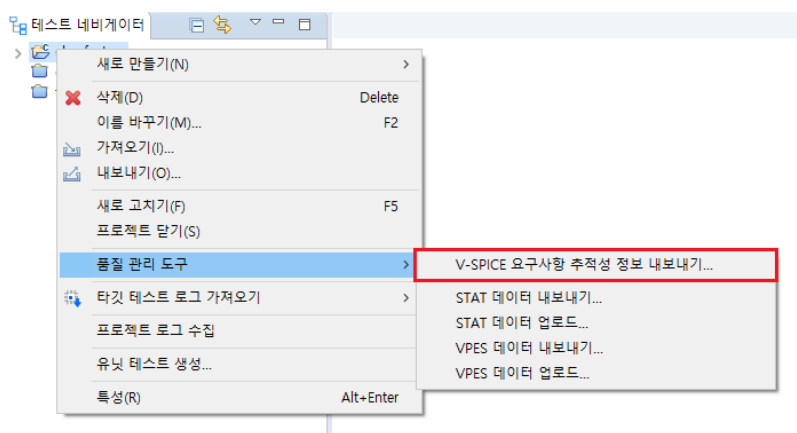 테스트 네비게이터
새로 만들기(N)
삭제(D) Delete
이름 바꾸기(M)... F2
가져오기(I)...
내보내기(O)...
새로 고치기(F) F5
프로젝트 닫기(S)
품질 관리 도구
V-SPICE 요구사항 추적성 정보 내보내기...
타깃 테스트 로그 가져오기
STAT 데이터 내보내기...
STAT 데이터 업로드...
프로젝트 로그 수집
VPES 데이터 내보내기...
유닛 테스트 생성...
VPES 데이터 업로드...
특성(R) Alt+Enter